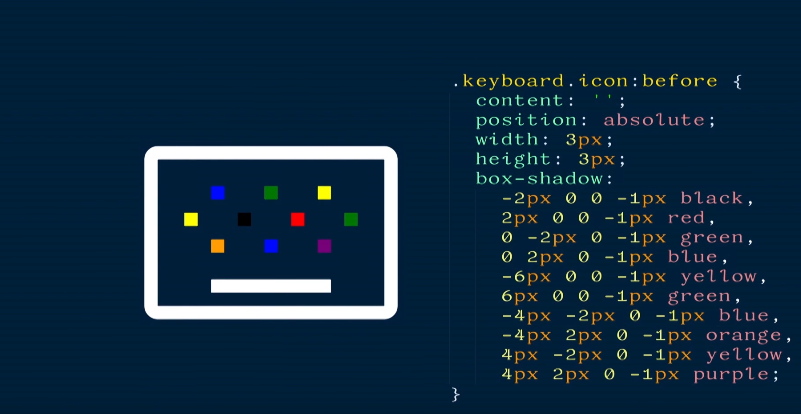 .keyboard.icon:before {
content: '';
position: absolute;
width: 3px;
height: 3px;
box-shadow:
-2px 0 0 -1px black,
2px 0 0 -1px red,
0 -2px 0 -1px green,
0 2px 0 -1px blue,
-6px 0 0 -1px yellow,
6px 0 0 -1px green,
-4px -2px 0 -1px blue,
-4px 2px 0 -1px orange,
4px -2px 0 -1px yellow,
4px 2px 0 -1px purple;
}